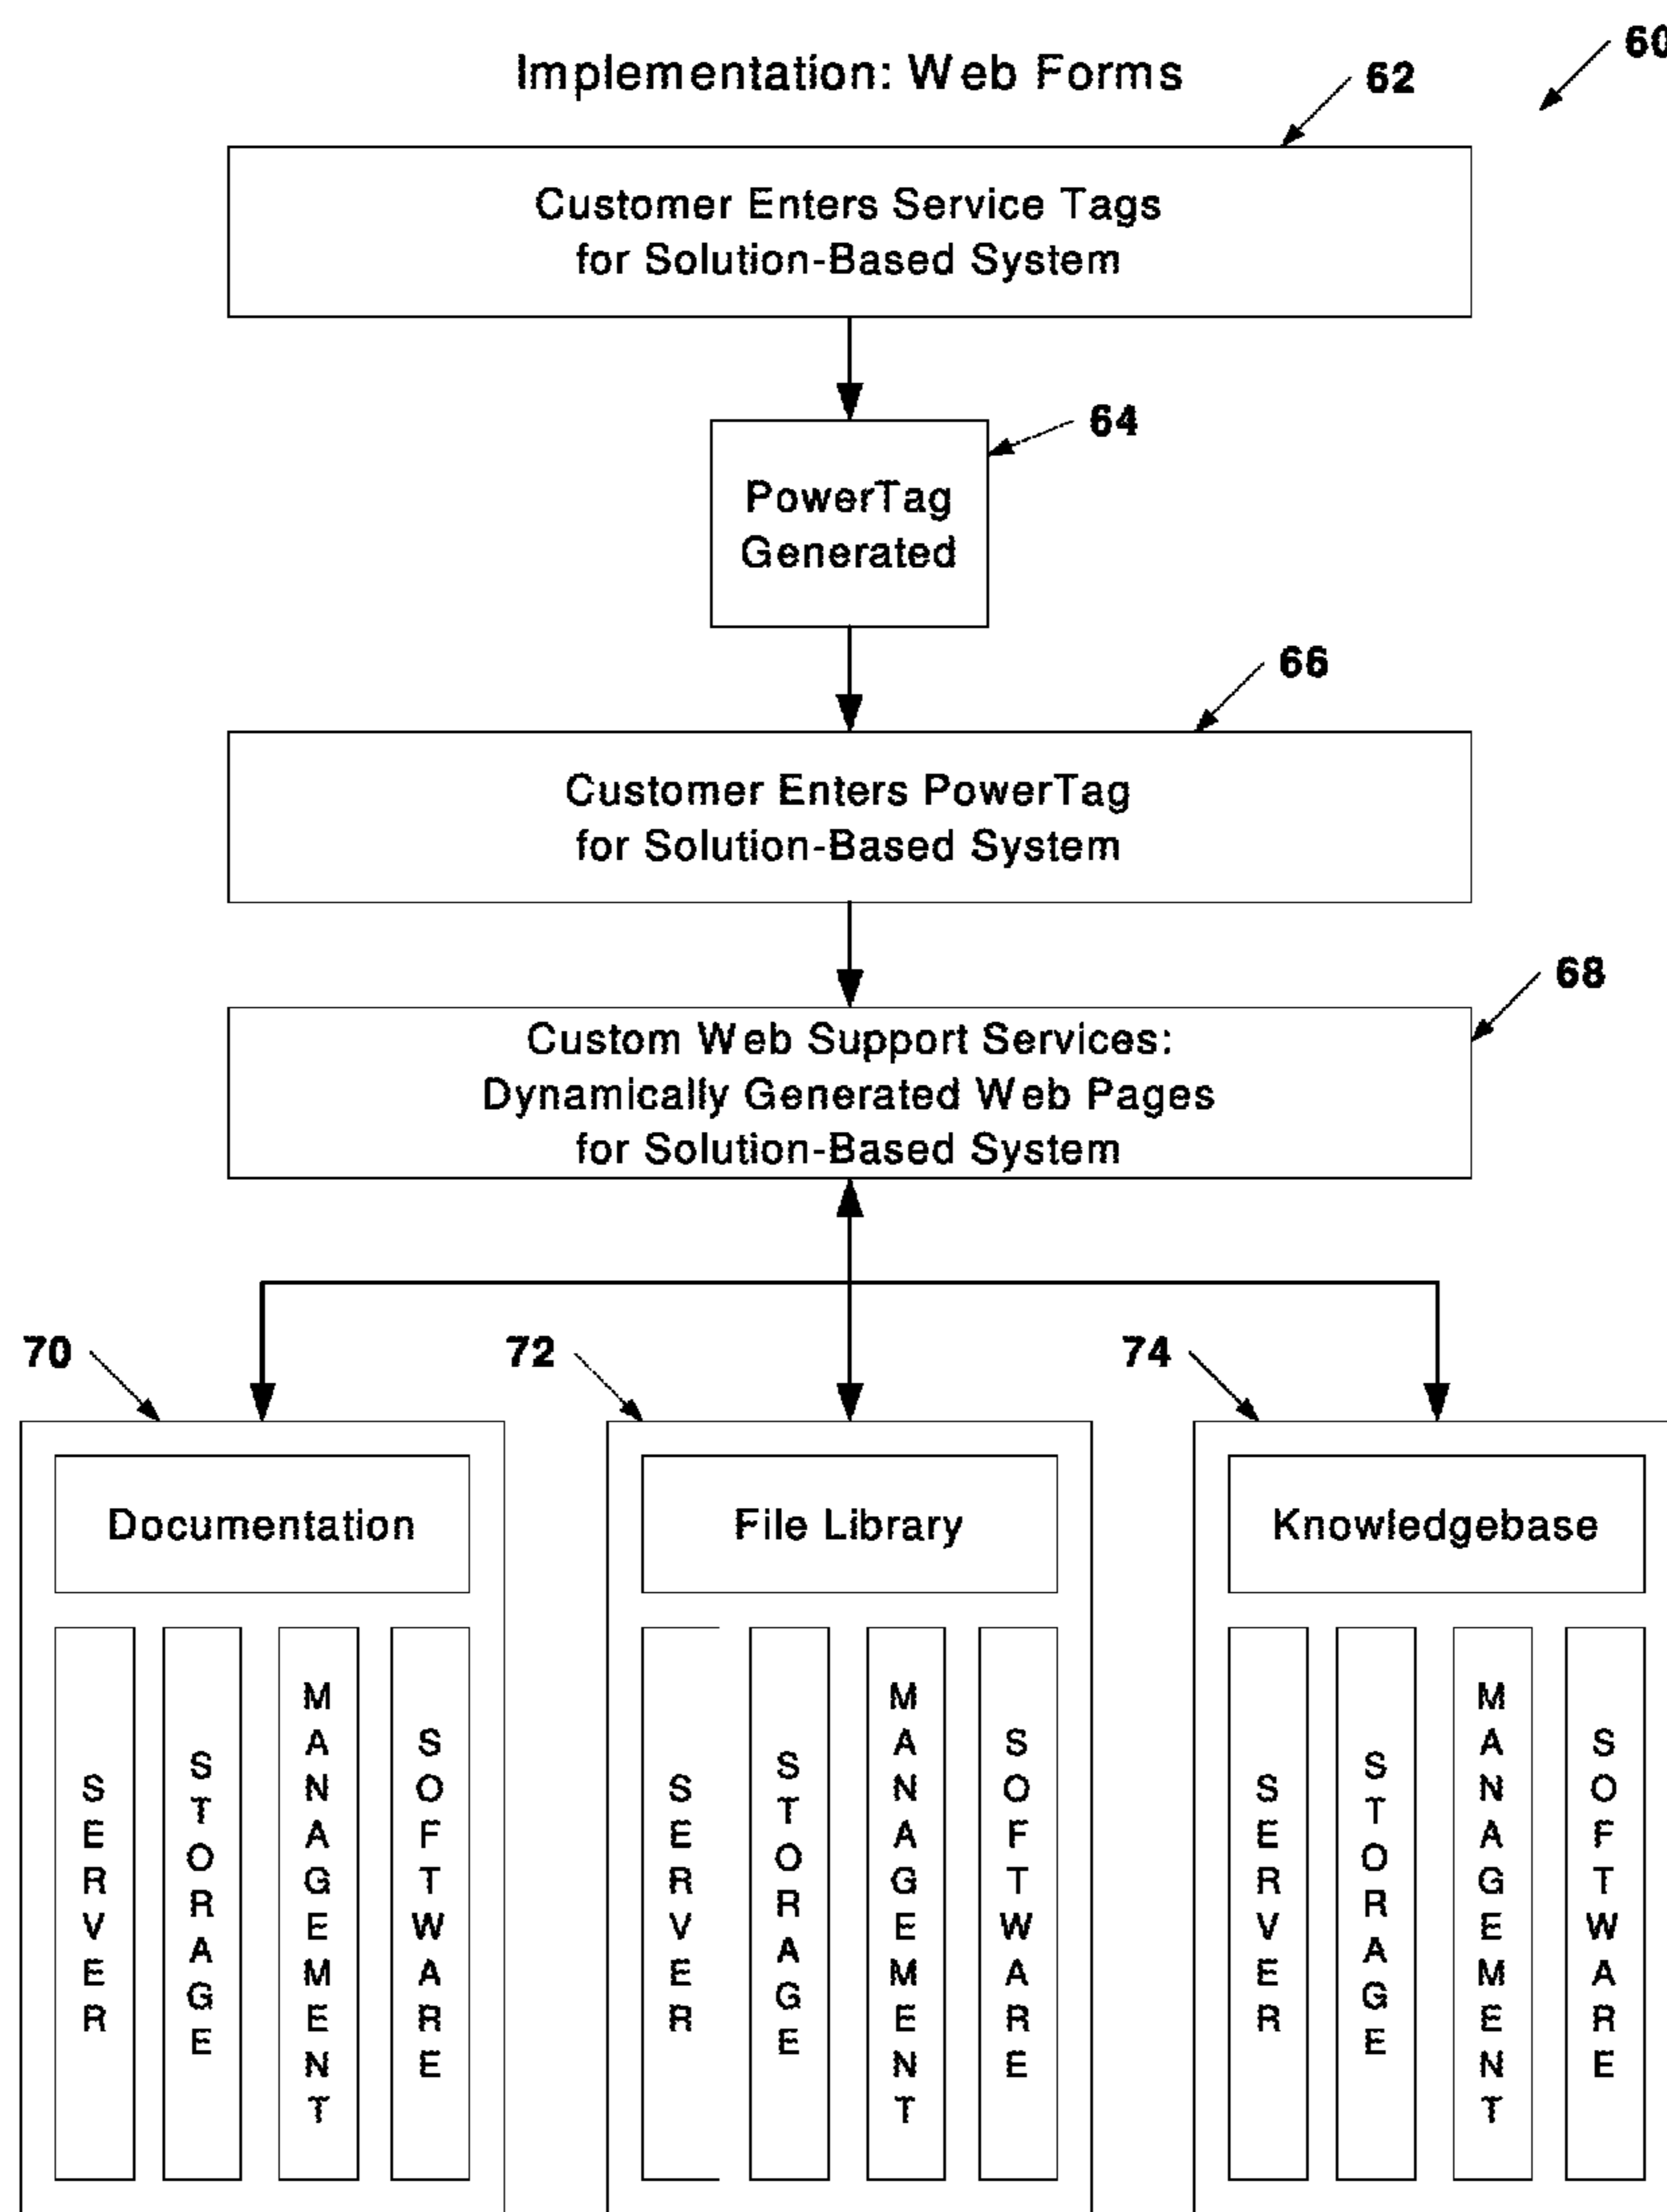 60
Implementation: Web Forms
62
Customer Enters Service Tags
for Solution-Based System
64
PowerTag
Generated
66
Customer Enters PowerTag
for Solution-Based System
68
Custom Web Support Services:
Dynamically Generated Web Pages
for Solution-Based System
70
72
74
Documentation
File Library
Knowledgebase
SERVER
STORAGE
MANAGEMENT
SOFTWARE
SERVER
STORAGE
MANAGEMENT
SOFTWARE
SERVER
STORAGE
MANAGEMENT
SOFTWARE